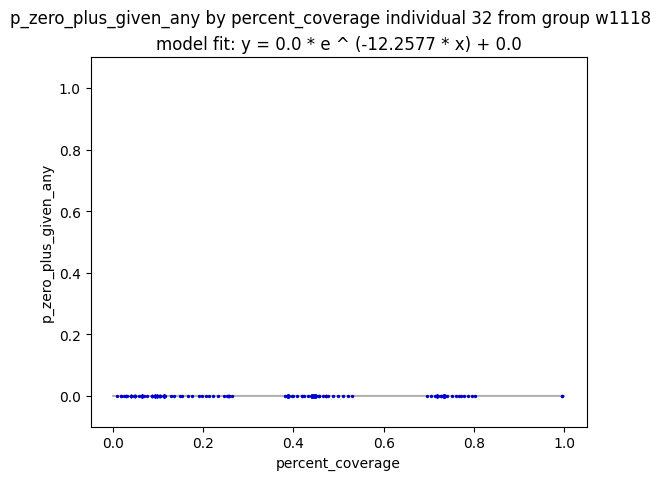 p_zero_plus_given_any by percent_coverage individual 32 from group w1118
model fit: y = 0.0 * e ^ (-12.2577 * x) + 0.0
1.0
0.8
0.6
0.4
0.2
0.0
p_zero_plus_given_any
0.0 0.2 0.4 0.6 0.8 1.0
percent_coverage